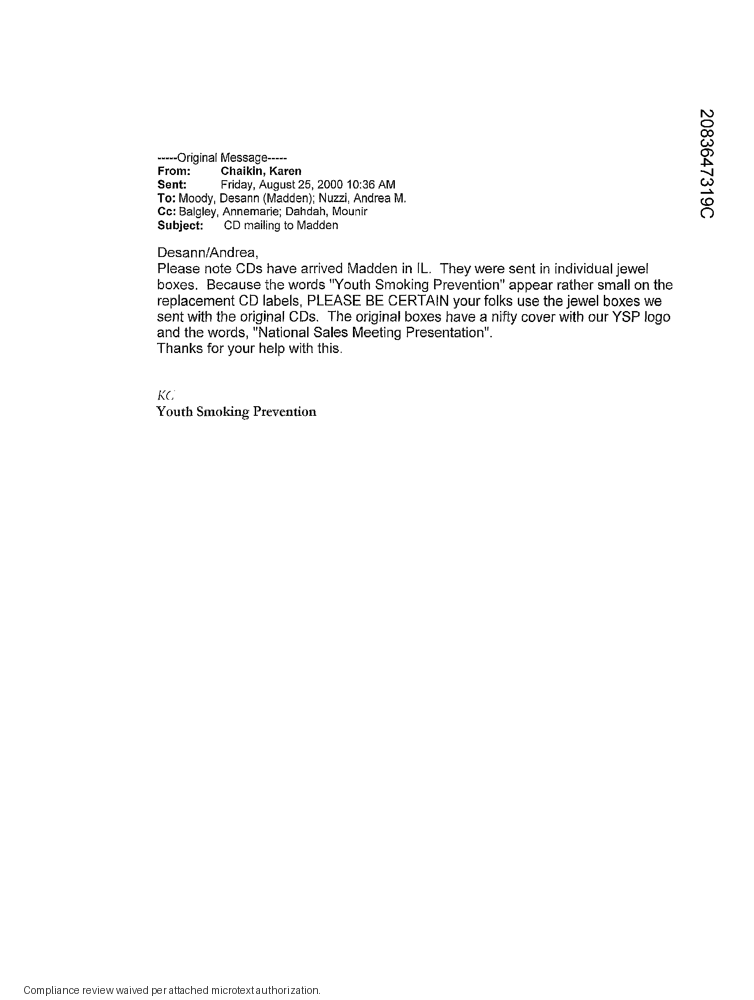 2083647319C
-----Original Message-----
From: Chaikin, Karen
Sent: Friday, August 25, 2000 10:36 AM
To: Moody, Desann (Madden); Nuzzi, Andrea M.
Cc: Balgley, Annemarie; Dahdah, Mounir
Subject: CD mailing to Madden
Desann/Andrea,
Please note CDs have arrived Madden in IL. They were sent in individual jewel
boxes. Because the words "Youth Smoking Prevention" appear rather small on the
replacement CD labels, PLEASE BE CERTAIN your folks use the jewel boxes we
sent with the original CDs. The original boxes have a nifty cover with our YSP logo
and the words, "National Sales Meeting Presentation".
Thanks for your help with this.
KC
Youth Smoking Prevention
Compliance review waived per attached microtext authorization.